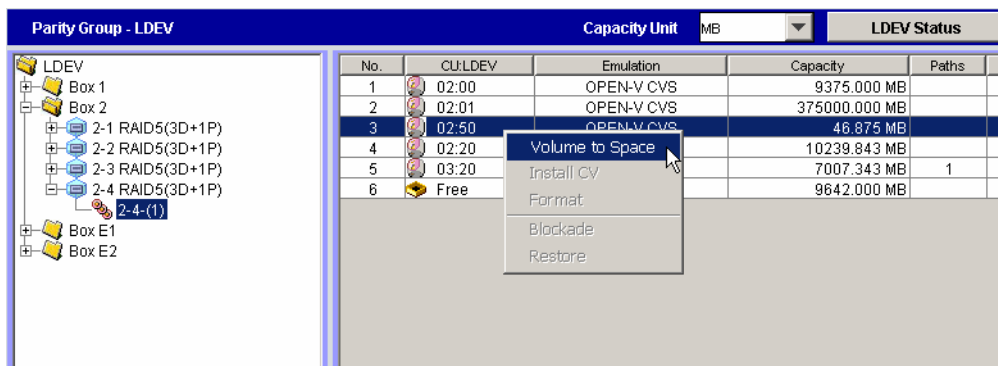 Parity Group - LDEV Capacity Unit MB LDEV Status
LDEV
Box 1
Box 2
2-1 RAID5(3D+1P)
2-2 RAID5(3D+1P)
2-3 RAID5(3D+1P)
2-4 RAID5(3D+1P)
2-4-(1)
Box E1
Box E2
No. CU:LDEV Emulation Capacity Paths
1 02:00 OPEN-V CVS 9375.000 MB
2 02:01 OPEN-V CVS 375000.000 MB
3 02:50 OPEN-V CVS 46.875 MB
4 02:20 10239.843 MB
5 03:20 7007.343 MB 1
6 Free 9642.000 MB
Volume to Space
Install CV
Format
Blockade
Restore